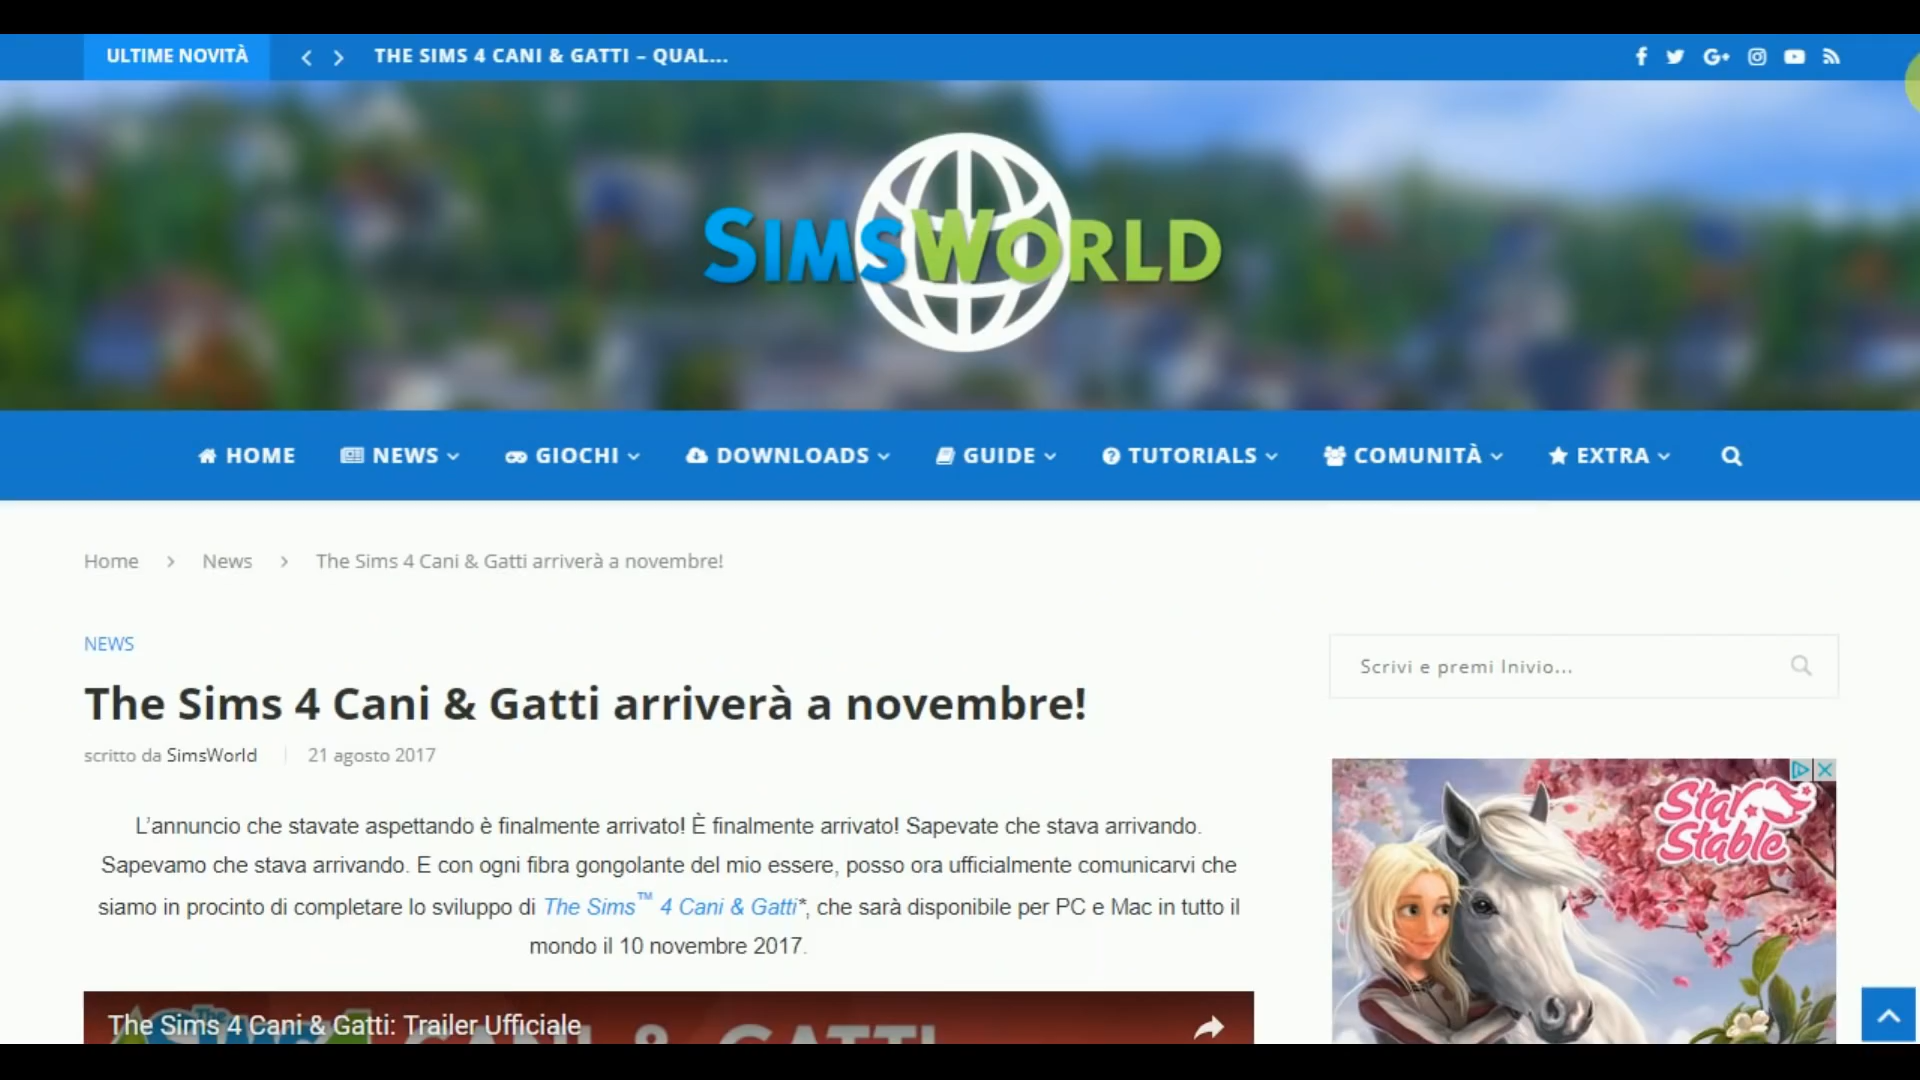 ULTIME NOVITÀ
THE SIMS 4 CANI & GATTI – QUAL...
SIMSWORLD
HOME
NEWS
GIOCHI
DOWNLOADS
GUIDE
TUTORIALS
COMUNITÀ
EXTRA
Home > News > The Sims 4 Cani & Gatti arriverà a novembre!
NEWS
The Sims 4 Cani & Gatti arriverà a novembre!
scritto da SimsWorld
21 agosto 2017
L'annuncio che stavate aspettando è finalmente arrivato! È finalmente arrivato! Sapevate che stava arrivando.
Sapevamo che stava arrivando. E con ogni fibra gongolante del mio essere, posso ora ufficialmente comunicarvi che
siamo in procinto di completare lo sviluppo di The Sims™ 4 Cani & Gatti*, che sarà disponibile per PC e Mac in tutto il
mondo il 10 novembre 2017.
The Sims 4 Cani & Gatti: Trailer Ufficiale
CANI & GATTI
Scrivi e premi Inivio...
Star
Stable